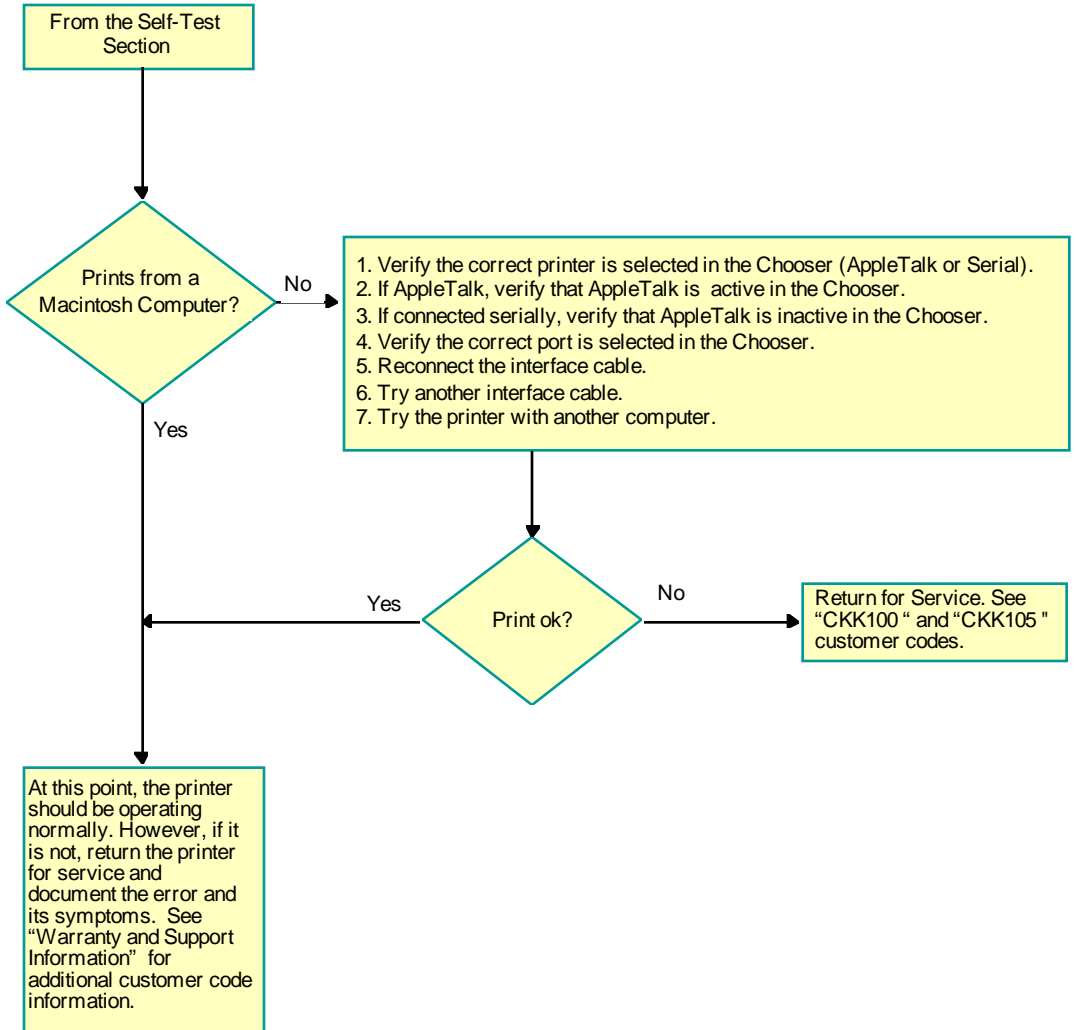 From the Self-Test
Section
Prints from a
Macintosh Computer?
No
1. Verify the correct printer is selected in the Chooser (AppleTalk or Serial).
2. If AppleTalk, verify that AppleTalk is active in the Chooser.
3. If connected serially, verify that AppleTalk is inactive in the Chooser.
4. Verify the correct port is selected in the Chooser.
5. Reconnect the interface cable.
6. Try another interface cable.
7. Try the printer with another computer.
Yes
Print ok?
Yes
No
Return for Service. See
“CKK100 “ and “CKK105 "
customer codes.
At this point, the printer
should be operating
normally. However, if it
is not, return the printer
for service and
document the error and
its symptoms. See
“Warranty and Support
Information” for
additional customer code
information.